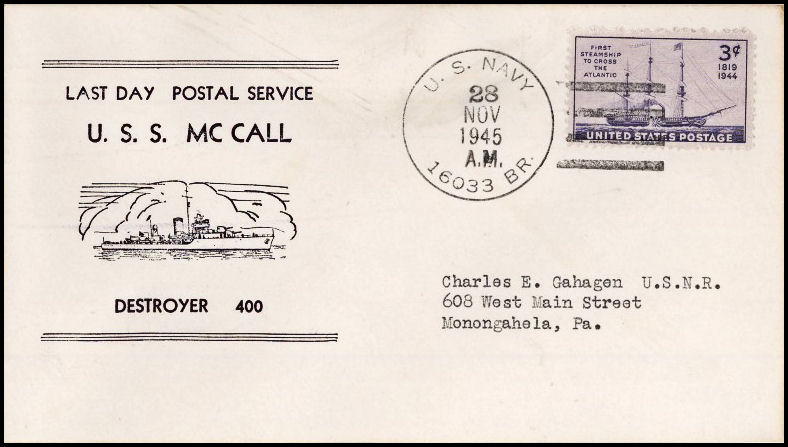 LAST DAY POSTAL SERVICE
U. S. S. MC CALL
DESTROYER 400
U. S. NAVY
28
NOV
1945
A.M.
16033 BR.
FIRST
STEAMSHIP
TO CROSS
THE
ATLANTIC
3¢
1819
1944
UNITED STATES POSTAGE
Charles E. Gahagen U.S.N.R.
608 West Main Street
Monongahela, Pa.